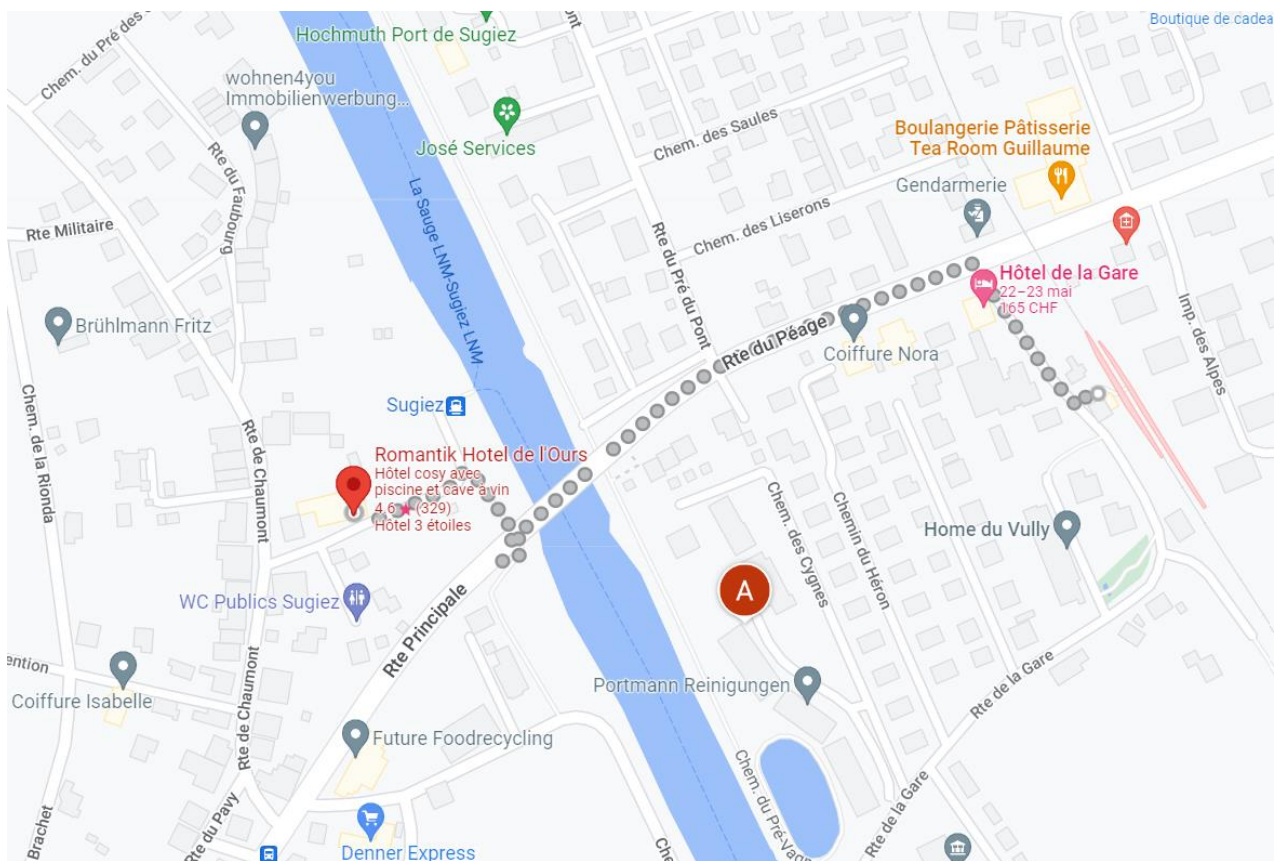 Boutique de cadea
Hochmuth Port de Sugiez
Chem. du Pré des
ont
wohnen4you
Immobilienwerbung...
José Services
Chem. des Saules
Boulangerie Pâtisserie
Tea Room Guillaume
Gendarmerie
Rte du Faubourg
Rte Militaire
La Sauge LNM-Sugiez LNM
Rte du Pré du Pont
Chem. des Liserons
Hôtel de la Gare
22–23 mai
165 CHF
Brühlmann Fritz
Rte du Péage
Coiffure Nora
Imp. des Alpes
Chem. de la Rionda
Sugiez
Rte de Chaumont
Romantik Hotel de l'Ours
Hôtel cosy avec
piscine et cave à vin
4,6 ★ (329)
Hôtel 3 étoiles
Chem. des Cygnes
Chemin du Héron
Home du Vully
A
WC Publics Sugiez
Rte Principale
ention
Coiffure Isabelle
Rte de Chaumont
Portmann Reinigungen
Rte de la Gare
Future Foodrecycling
Chem. du Pré-Vag
Rte de la Gare
Brachet
Rte du Pavy
Denner Express
Che